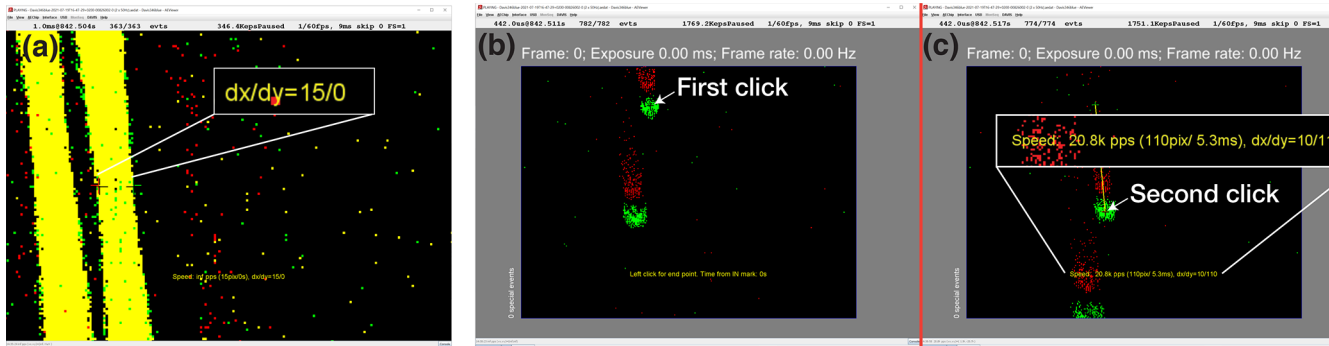 (a)
1.0ms@842.504s 363/363 evts 346.4KepsPaused 1/60fps, 9ms skip 0 FS=1
dx/dy=15/0
Speed: inf pps (15pix/0s), dx/dy=15/0
(b)
442.0us@842.511s 782/782 evts 1769.2KepsPaused 1/60fps, 9ms skip 0 FS=1
Frame: 0; Exposure 0.00 ms; Frame rate: 0.00 Hz
First click
Left click for end point. Time from IN mark: 0s
0 special events
(c)
442.0us@842.517s 774/774 evts 1751.1KepsPaused 1/60fps, 9ms skip 0 FS=1
Frame: 0; Exposure 0.00 ms; Frame rate: 0.00 Hz
Speed: 20.8k pps (110pix/ 5.3ms), dx/dy=10/11
Second click
Speed: 20.8k pps (110pix/ 5.3ms), dx/dy=10/110
0 special events